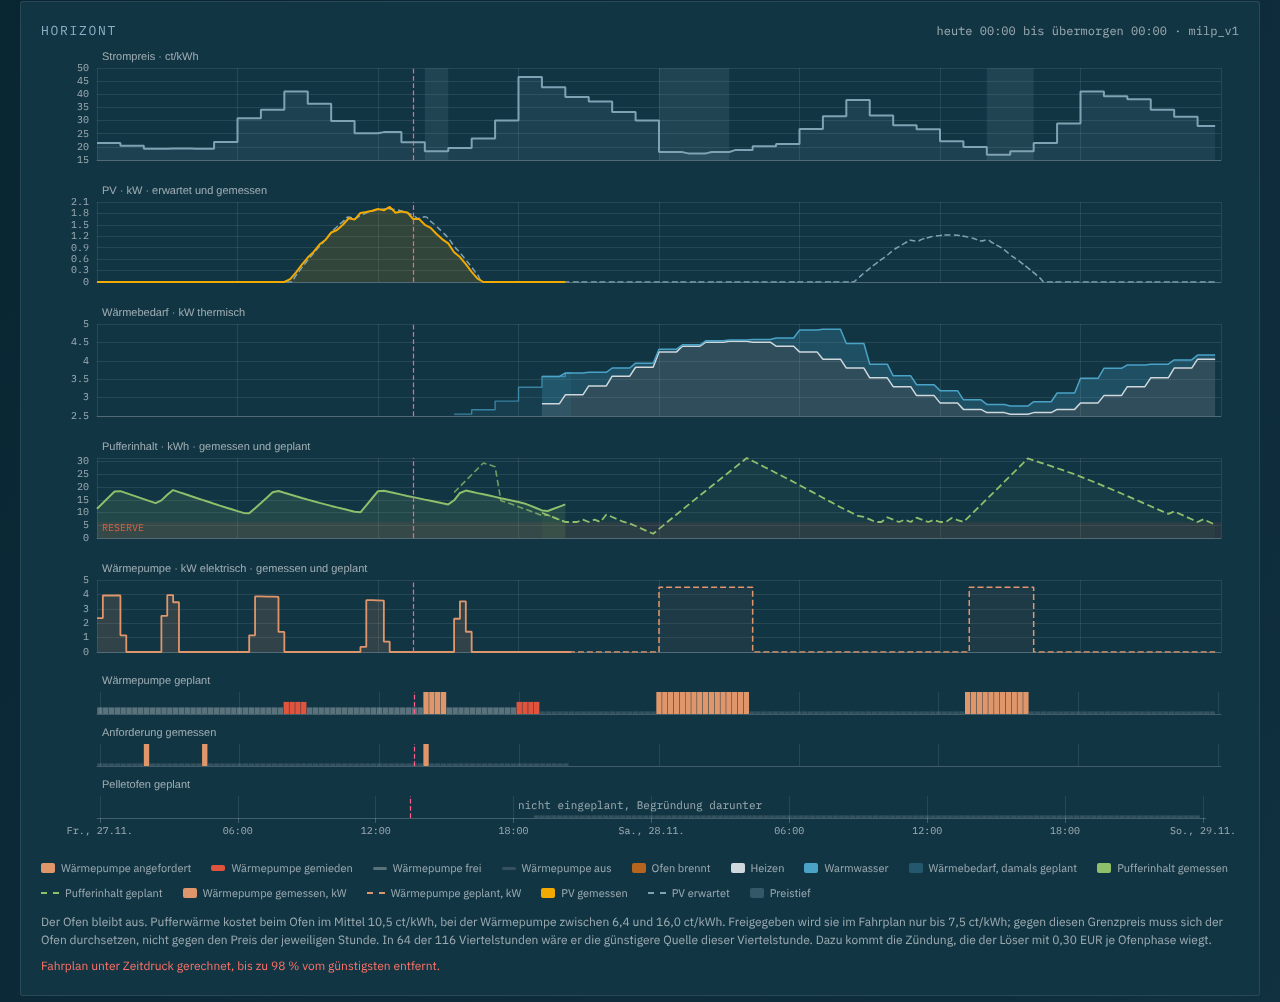 HORIZONT
heute 00:00 bis übermorgen 00:00 · milp_v1
Strompreis · ct/kWh
50
45
40
35
30
25
20
15
PV · kW · erwartet und gemessen
2.1
1.8
1.5
1.2
0.9
0.6
0.3
0
Wärmebedarf · kW thermisch
5
4.5
4
3.5
3
2.5
Pufferinhalt · kWh · gemessen und geplant
30
25
20
15
10
5
0
RESERVE
Wärmepumpe · kW elektrisch · gemessen und geplant
5
4
3
2
1
0
Wärmepumpe geplant
Anforderung gemessen
Pelletofen geplant
nicht eingeplant, Begründung darunter
Fr., 27.11. 06:00 12:00 18:00 Sa., 28.11. 06:00 12:00 18:00 So., 29.11.
Wärmepumpe angefordert Wärmepumpe gemieden Wärmepumpe frei Wärmepumpe aus Ofen brennt Heizen Warmwasser Wärmebedarf, damals geplant Pufferinhalt gemessen
Pufferinhalt geplant Wärmepumpe gemessen, kW Wärmepumpe geplant, kW PV gemessen PV erwartet Preistief
Der Ofen bleibt aus. Pufferwärme kostet beim Ofen im Mittel 10,5 ct/kWh, bei der Wärmepumpe zwischen 6,4 und 16,0 ct/kWh. Freigegeben wird sie im Fahrplan nur bis 7,5 ct/kWh; gegen diesen Grenzpreis muss sich der
Ofen durchsetzen, nicht gegen den Preis der jeweiligen Stunde. In 64 der 116 Viertelstunden wäre er die günstigere Quelle dieser Viertelstunde. Dazu kommt die Zündung, die der Löser mit 0,30 EUR je Ofenphase wiegt.
Fahrplan unter Zeitdruck gerechnet, bis zu 98 % vom günstigsten entfernt.